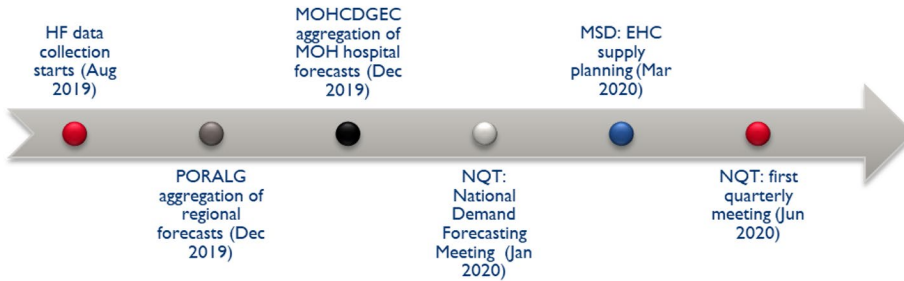 HF data
collection
starts (Aug
2019)
PORALG
aggregation of
regional
forecasts (Dec
2019)
MOHCDGEC
aggregation of
MOH hospital
forecasts (Dec
2019)
NQT:
National
Demand
Forecasting
Meeting (Jan
2020)
MSD: EHC
supply
planning (Mar
2020)
NQT: first
quarterly
meeting (Jun
2020)